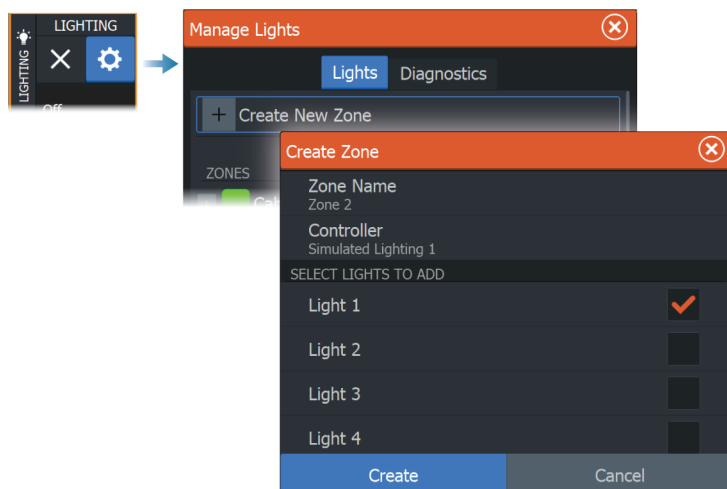 LIGHTING
LIGHTING
Off
Manage Lights
Lights Diagnostics
+ Create New Zone
ZONES
Create Zone
Zone Name
Zone 2
Controller
Simulated Lighting 1
SELECT LIGHTS TO ADD
Light 1
Light 2
Light 3
Light 4
Create Cancel